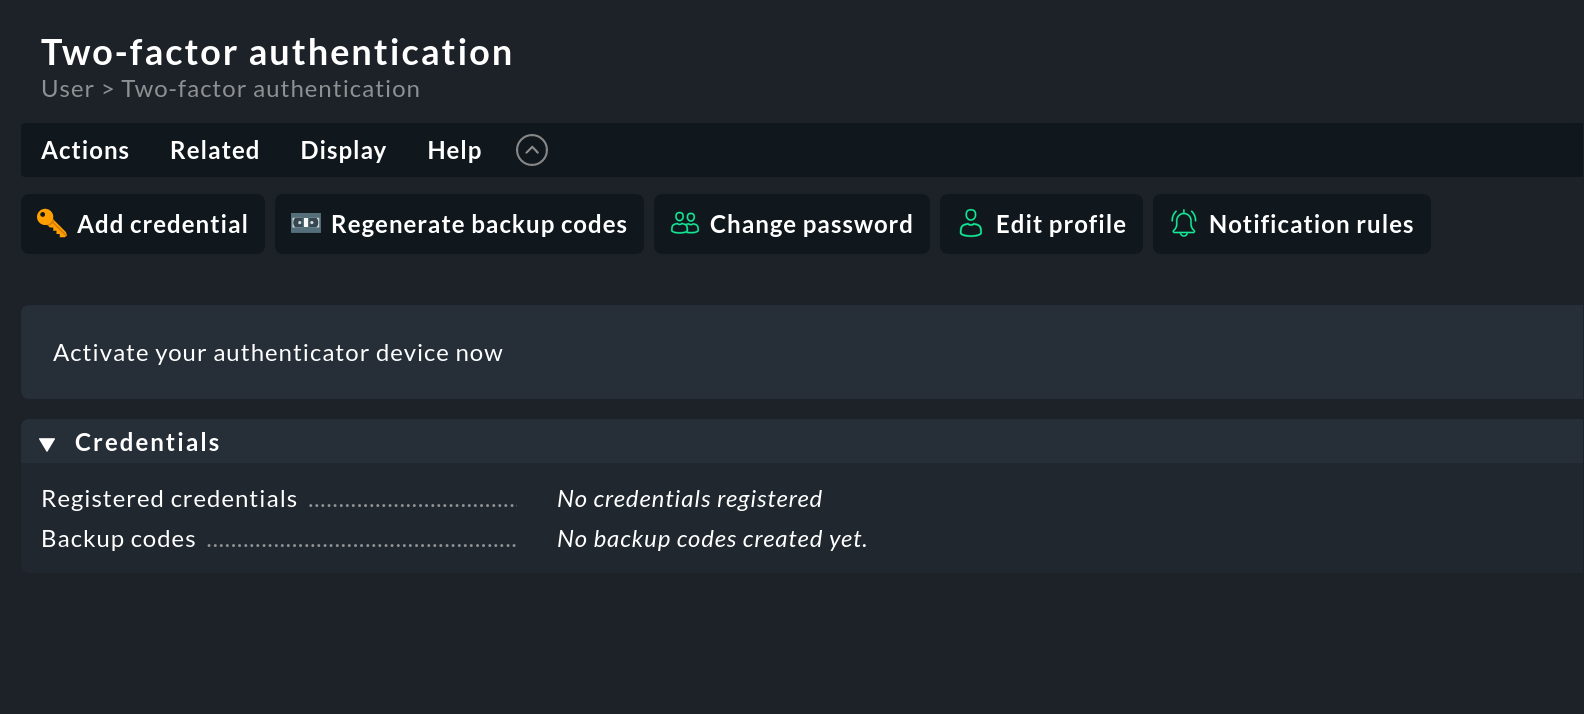 Two-factor authentication
User > Two-factor authentication
Actions Related Display Help
Add credential Regenerate backup codes Change password Edit profile Notification rules
Activate your authenticator device now
Credentials
Registered credentials No credentials registered
Backup codes No backup codes created yet.